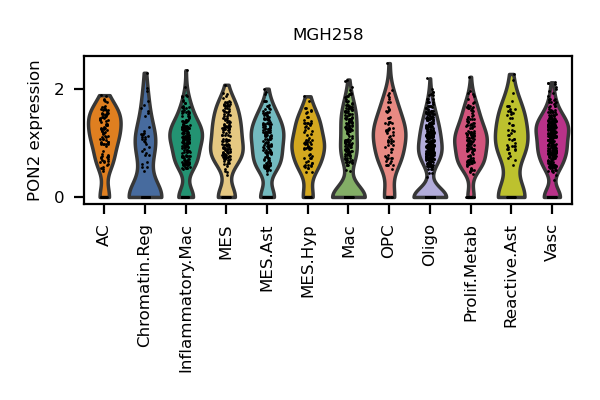 MGH258
PON2 expression
2
0
AC
Chromatin.Reg
Inflammatory.Mac
MES
MES.Ast
MES.Hyp
Mac
OPC
Oligo
Prolif.Metab
Reactive.Ast
Vasc